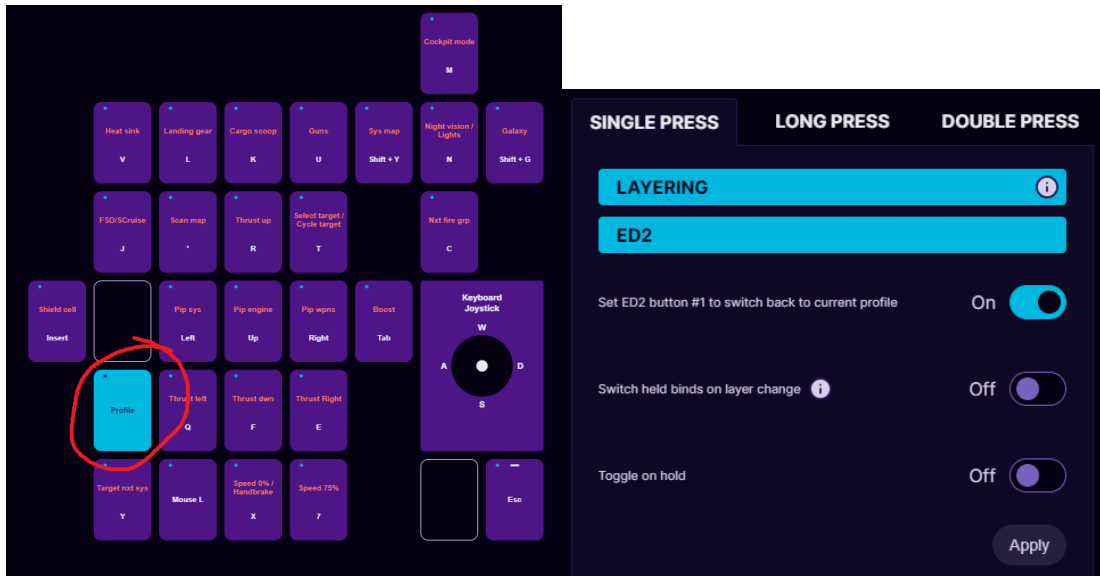 Cockpit mode
M
Heat sink
V
Landing gear
L
Cargo scoop
K
Guns
U
Sys map
Shift + Y
Night vision /
Lights
N
Galaxy
Shift + G
FSD/SCruise
J
Scan map
'
Thrust up
R
Select target /
Cycle target
T
Nxt fire grp
C
Shield cell
Insert
Pip sys
Left
Pip engine
Up
Pip wpns
Right
Boost
Tab
Keyboard
Joystick
W
A
D
S
Profile
Thrust left
Q
Thrust dwn
F
Thrust Right
E
Target nxt sys
Y
Mouse L
Speed 0% /
Handbrake
X
Speed 75%
7
Esc
SINGLE PRESS
LONG PRESS
DOUBLE PRESS
LAYERING
i
ED2
Set ED2 button #1 to switch back to current profile
On
Switch held binds on layer change
i
Off
Toggle on hold
Off
Apply